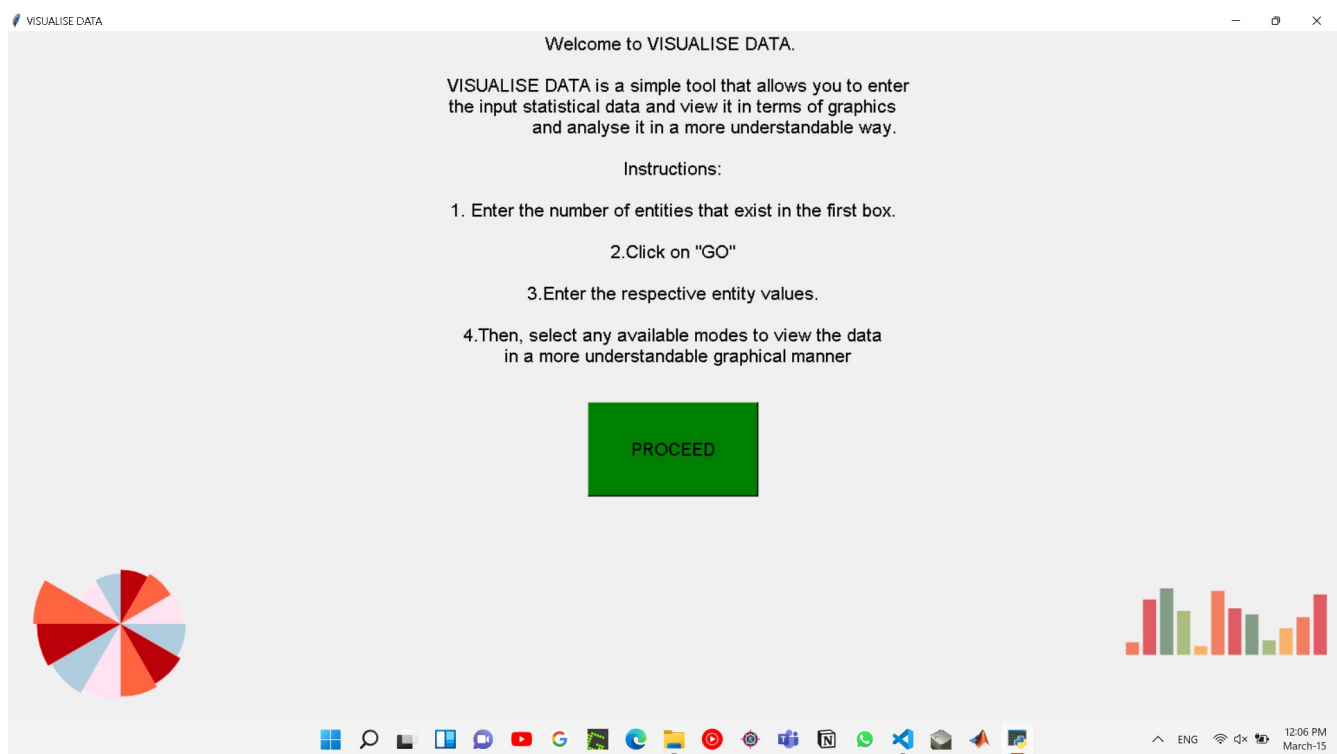 VISUALISE DATA
Welcome to VISUALISE DATA.
VISUALISE DATA is a simple tool that allows you to enter
the input statistical data and view it in terms of graphics
and analyse it in a more understandable way.
Instructions:
1. Enter the number of entities that exist in the first box.
2.Click on "GO"
3.Enter the respective entity values.
4.Then, select any available modes to view the data
in a more understandable graphical manner
PROCEED
ENG
12:06 PM
March-15